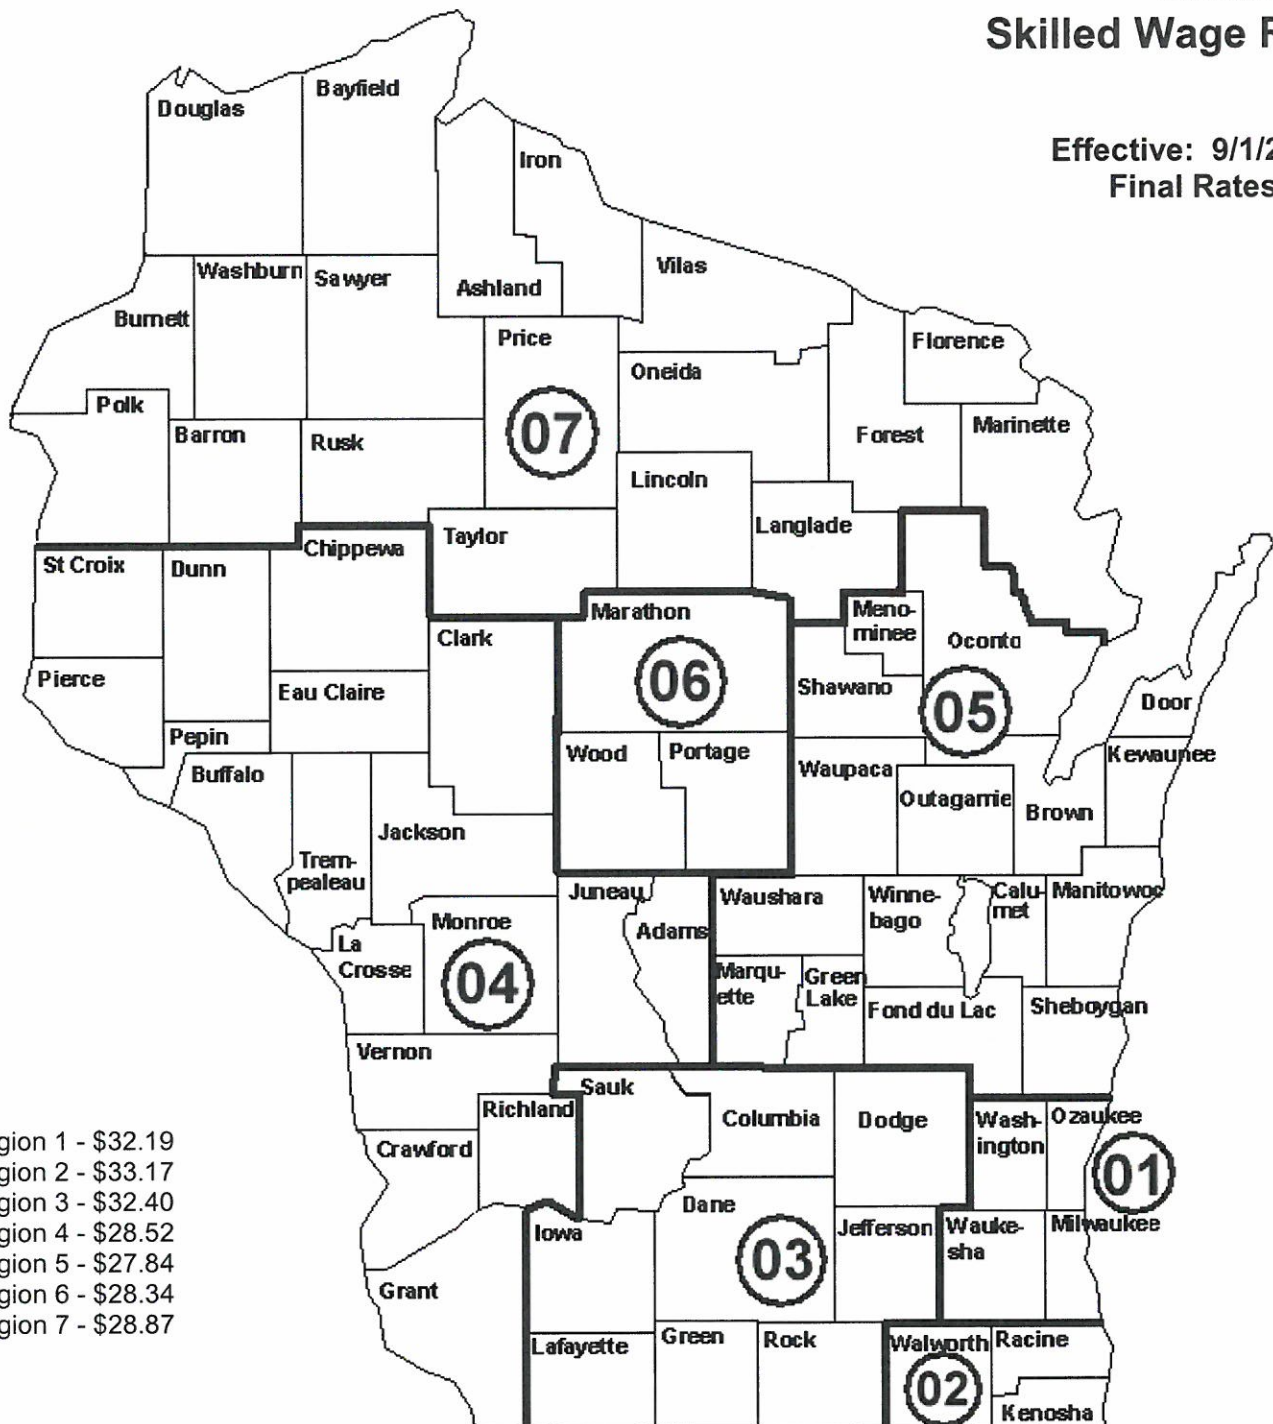 Skilled Wage R
Effective: 9/1/2
Final Rates
Bayfield
Douglas
Iron
Vilas
Washburn
Sawyer
Ashland
Burnett
Price
Florence
Oneida
Polk
Marinette
Barron
Rusk
07
Forest
Lincoln
Langlade
Taylor
Chippewa
St Croix
Dunn
Marathon
Meno-
minee
Clark
Oconto
06
Pierce
Eau Claire
Shawano
05
Door
Pepin
Wood
Portage
Kewaunee
Buffalo
Waupaca
Outagamie
Brown
Jackson
Trem-
pealeau
Juneau
Waushara
Winne-
bago
Calu-
met
Manitowoc
Monroe
Adams
La
Crosse
04
Marqu-
ette
Green
Lake
Fond du Lac
Sheboygan
Vernon
Sauk
Richland
Columbia
Dodge
Wash-
ington
Ozaukee
Crawford
01
Dane
Iowa
Jefferson
Wauke-
sha
Milwaukee
03
Grant
Lafayette
Green
Rock
Walworth
Racine
02
Kenosha
gion 1 - $32.19
gion 2 - $33.17
gion 3 - $32.40
gion 4 - $28.52
gion 5 - $27.84
gion 6 - $28.34
gion 7 - $28.87